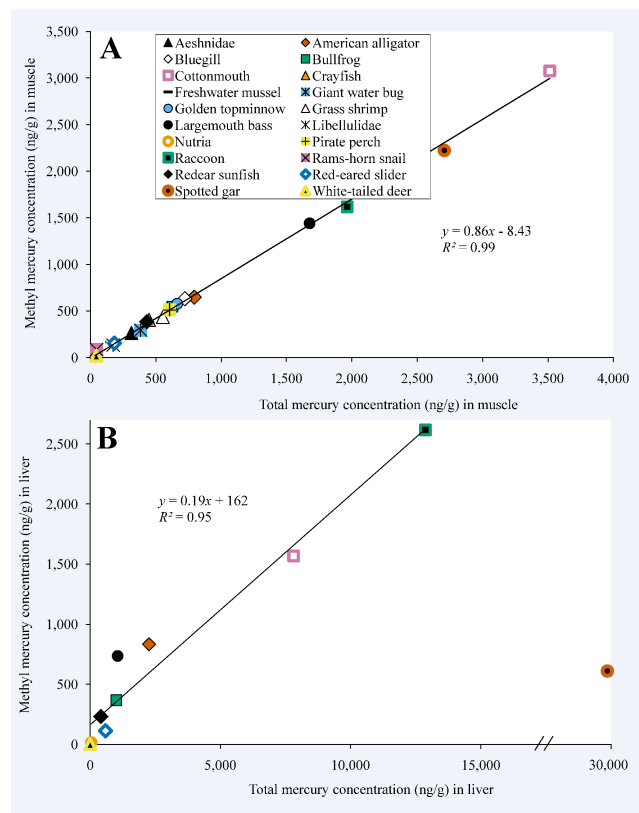 A
3,500
3,000
2,500
2,000
1,500
1,000
500
0
Methyl mercury concentration (ng/g) in muscle
Aeshnidae
American alligator
Bluegill
Bullfrog
Cottonmouth
Crayfish
Freshwater mussel
Giant water bug
Golden topminnow
Grass shrimp
Largemouth bass
Libellulidae
Nutria
Pirate perch
Raccoon
Rams-horn snail
Redear sunfish
Red-eared slider
Spotted gar
White-tailed deer
y = 0.86x - 8.43
R² = 0.99
0 500 1,000 1,500 2,000 2,500 3,000 3,500 4,000
Total mercury concentration (ng/g) in muscle
B
2,500
2,000
1,500
1,000
500
0
Methyl mercury concentration (ng/g) in liver
y = 0.19x + 162
R² = 0.95
0 5,000 10,000 15,000 30,000
Total mercury concentration (ng/g) in liver